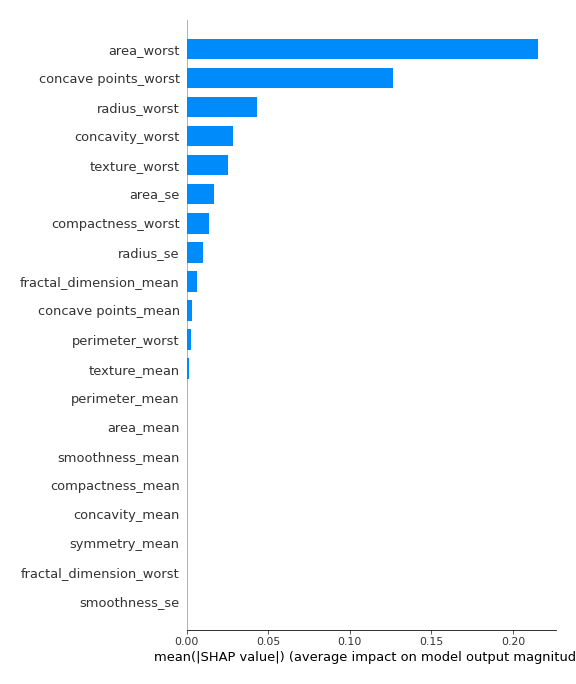 area_worst
concave points_worst
radius_worst
concavity_worst
texture_worst
area_se
compactness_worst
radius_se
fractal_dimension_mean
concave points_mean
perimeter_worst
texture_mean
perimeter_mean
area_mean
smoothness_mean
compactness_mean
concavity_mean
symmetry_mean
fractal_dimension_worst
smoothness_se
0.00 0.05 0.10 0.15 0.20
mean(|SHAP value|) (average impact on model output magnitud